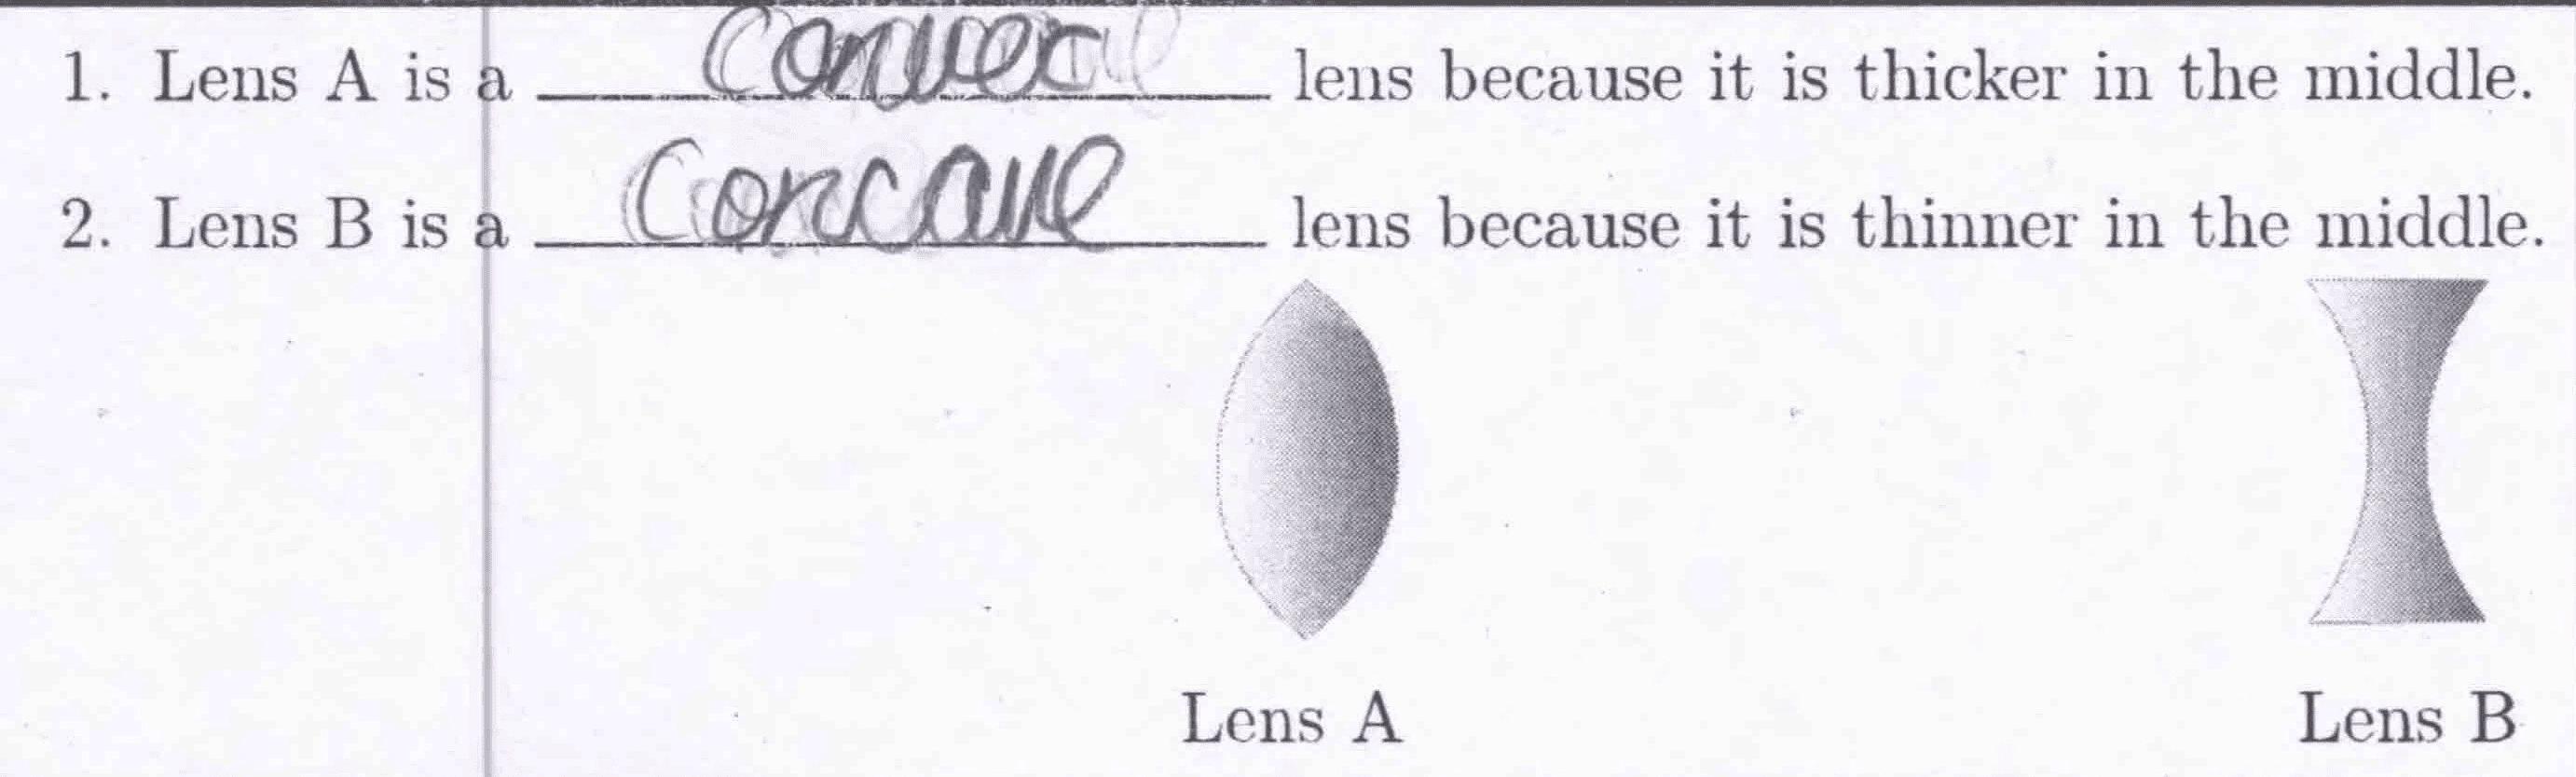 1. Lens A is a convex lens because it is thicker in the middle.
2. Lens B is a concave lens because it is thinner in the middle.
Lens A Lens B